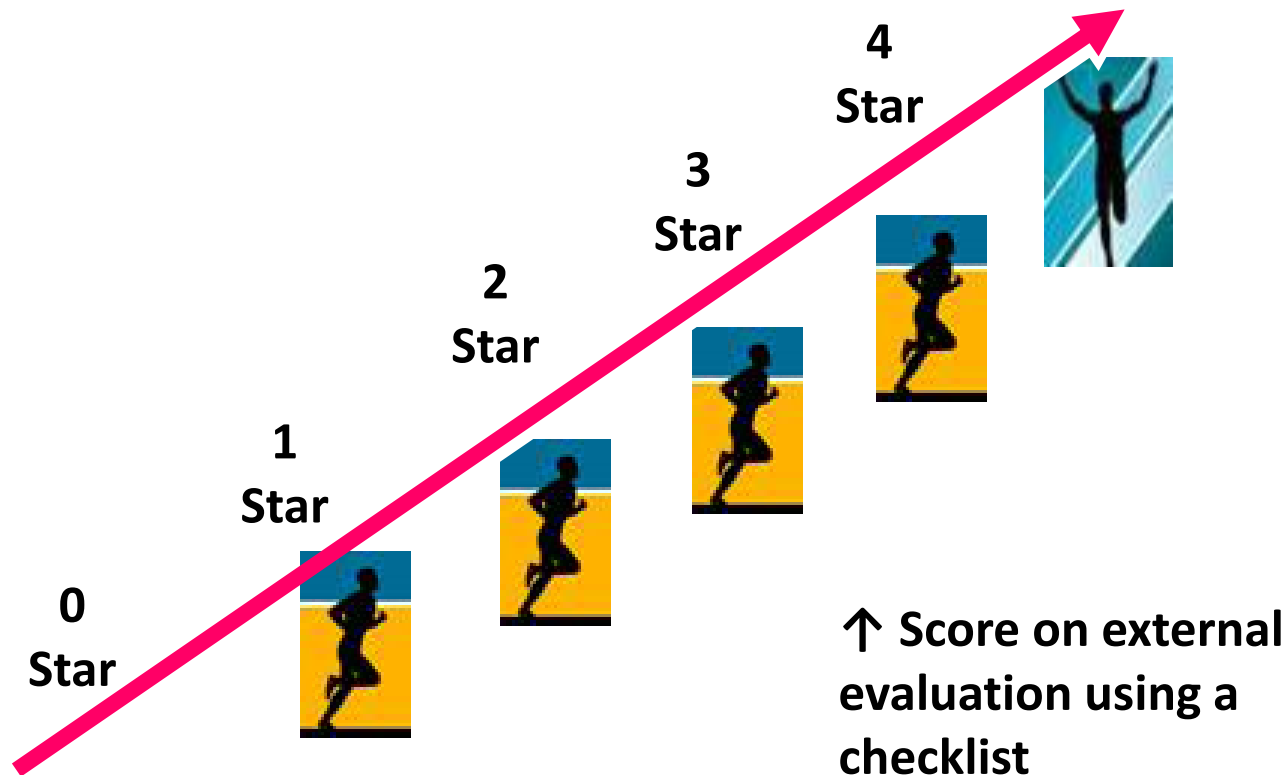 4
Star
3
Star
2
Star
1
Star
0
Star
↑ Score on external
evaluation using a
checklist